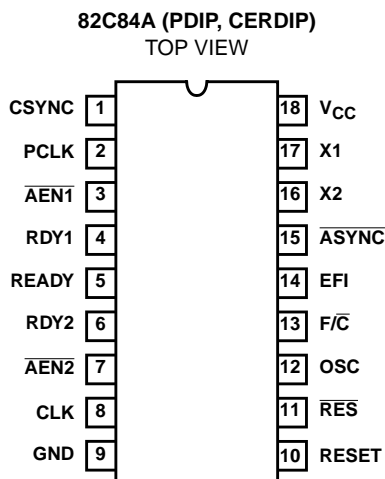 82C84A (PDIP, CERDIP)
TOP VIEW
CSYNC 1 18 VCC
PCLK 2 17 X1
AEN1 3 16 X2
RDY1 4 15 ASYNC
READY 5 14 EFI
RDY2 6 13 F/C
AEN2 7 12 OSC
CLK 8 11 RES
GND 9 10 RESET